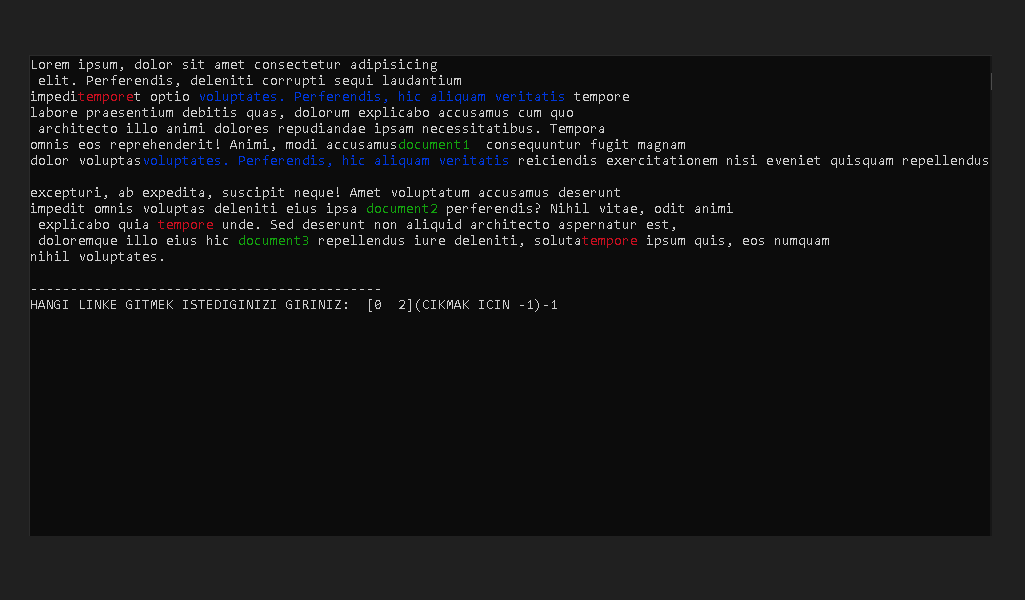 Lorem ipsum, dolor sit amet consectetur adipisicing
elit. Perferendis, deleniti corrupti sequi laudantium
impeditemporet optio voluptates. Perferendis, hic aliquam veritatis tempore
labore praesentium debitis quas, dolorum explicabo accusamus cum quo
architecto illo animi dolores repudiandae ipsam necessitatibus. Tempora
omnis eos reprehenderit! Animi, modi accusamusdocument1  consequuntur fugit magnam
dolor voluptasvoluptates. Perferendis, hic aliquam veritatis reiciendis exercitationem nisi eveniet quisquam repellendus
excepturi, ab expedita, suscipit neque! Amet voluptatum accusamus deserunt
impedit omnis voluptas deleniti eius ipsa document2 perferendis? Nihil vitae, odit animi
explicabo quia tempore unde. Sed deserunt non aliquid architecto aspernatur est,
doloremque illo eius hic document3 repellendus iure deleniti, solutatempore ipsum quis, eos numquam
nihil voluptates.
--------------------------------------------
HANGI LINKE GITMEK ISTEDIGINIZI GIRINIZ:  [0  2](CIKMAK ICIN -1)-1